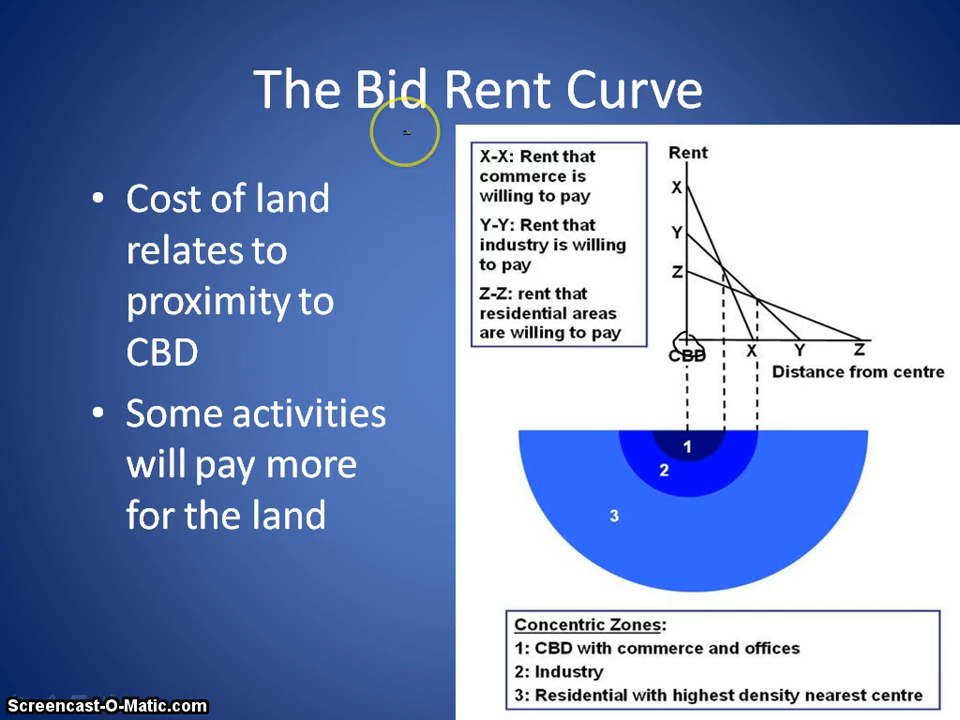 The Bid Rent Curve
• Cost of land
relates to
proximity to
CBD
• Some activities
will pay more
for the land
X-X: Rent that
commerce is
willing to pay
Y-Y: Rent that
industry is willing
to pay
Z-Z: rent that
residential areas
are willing to pay
Rent
X
Y
Z
CBD
X Y Z
Distance from centre
1
2
3
Concentric Zones:
1: CBD with commerce and offices
2: Industry
3: Residential with highest density nearest centre
Screencast-O-Matic.com